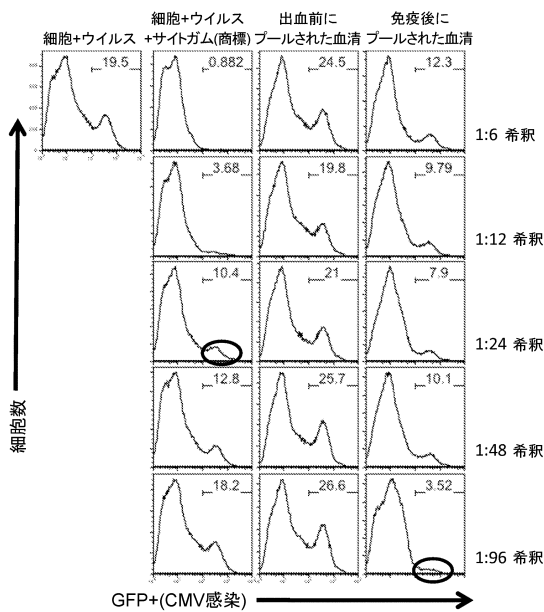 細胞+ウイルス
細胞+ウイルス
+サイトガム(商標)
出血前に
プールされた血清
免疫後に
プールされた血清
19.5
0.882
24.5
12.3
1:6 希釈
3.68
19.8
9.79
1:12 希釈
10.4
21
7.9
1:24 希釈
12.8
25.7
10.1
1:48 希釈
18.2
26.6
3.52
1:96 希釈
細胞数
GFP+(CMV感染)